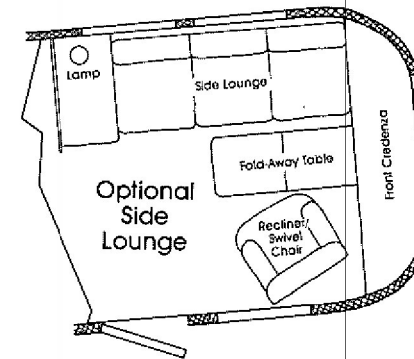 Lamp
Side Lounge
Fold-Away Table
Front Credenza
Optional
Side
Lounge
Recliner/
Swivel
Chair